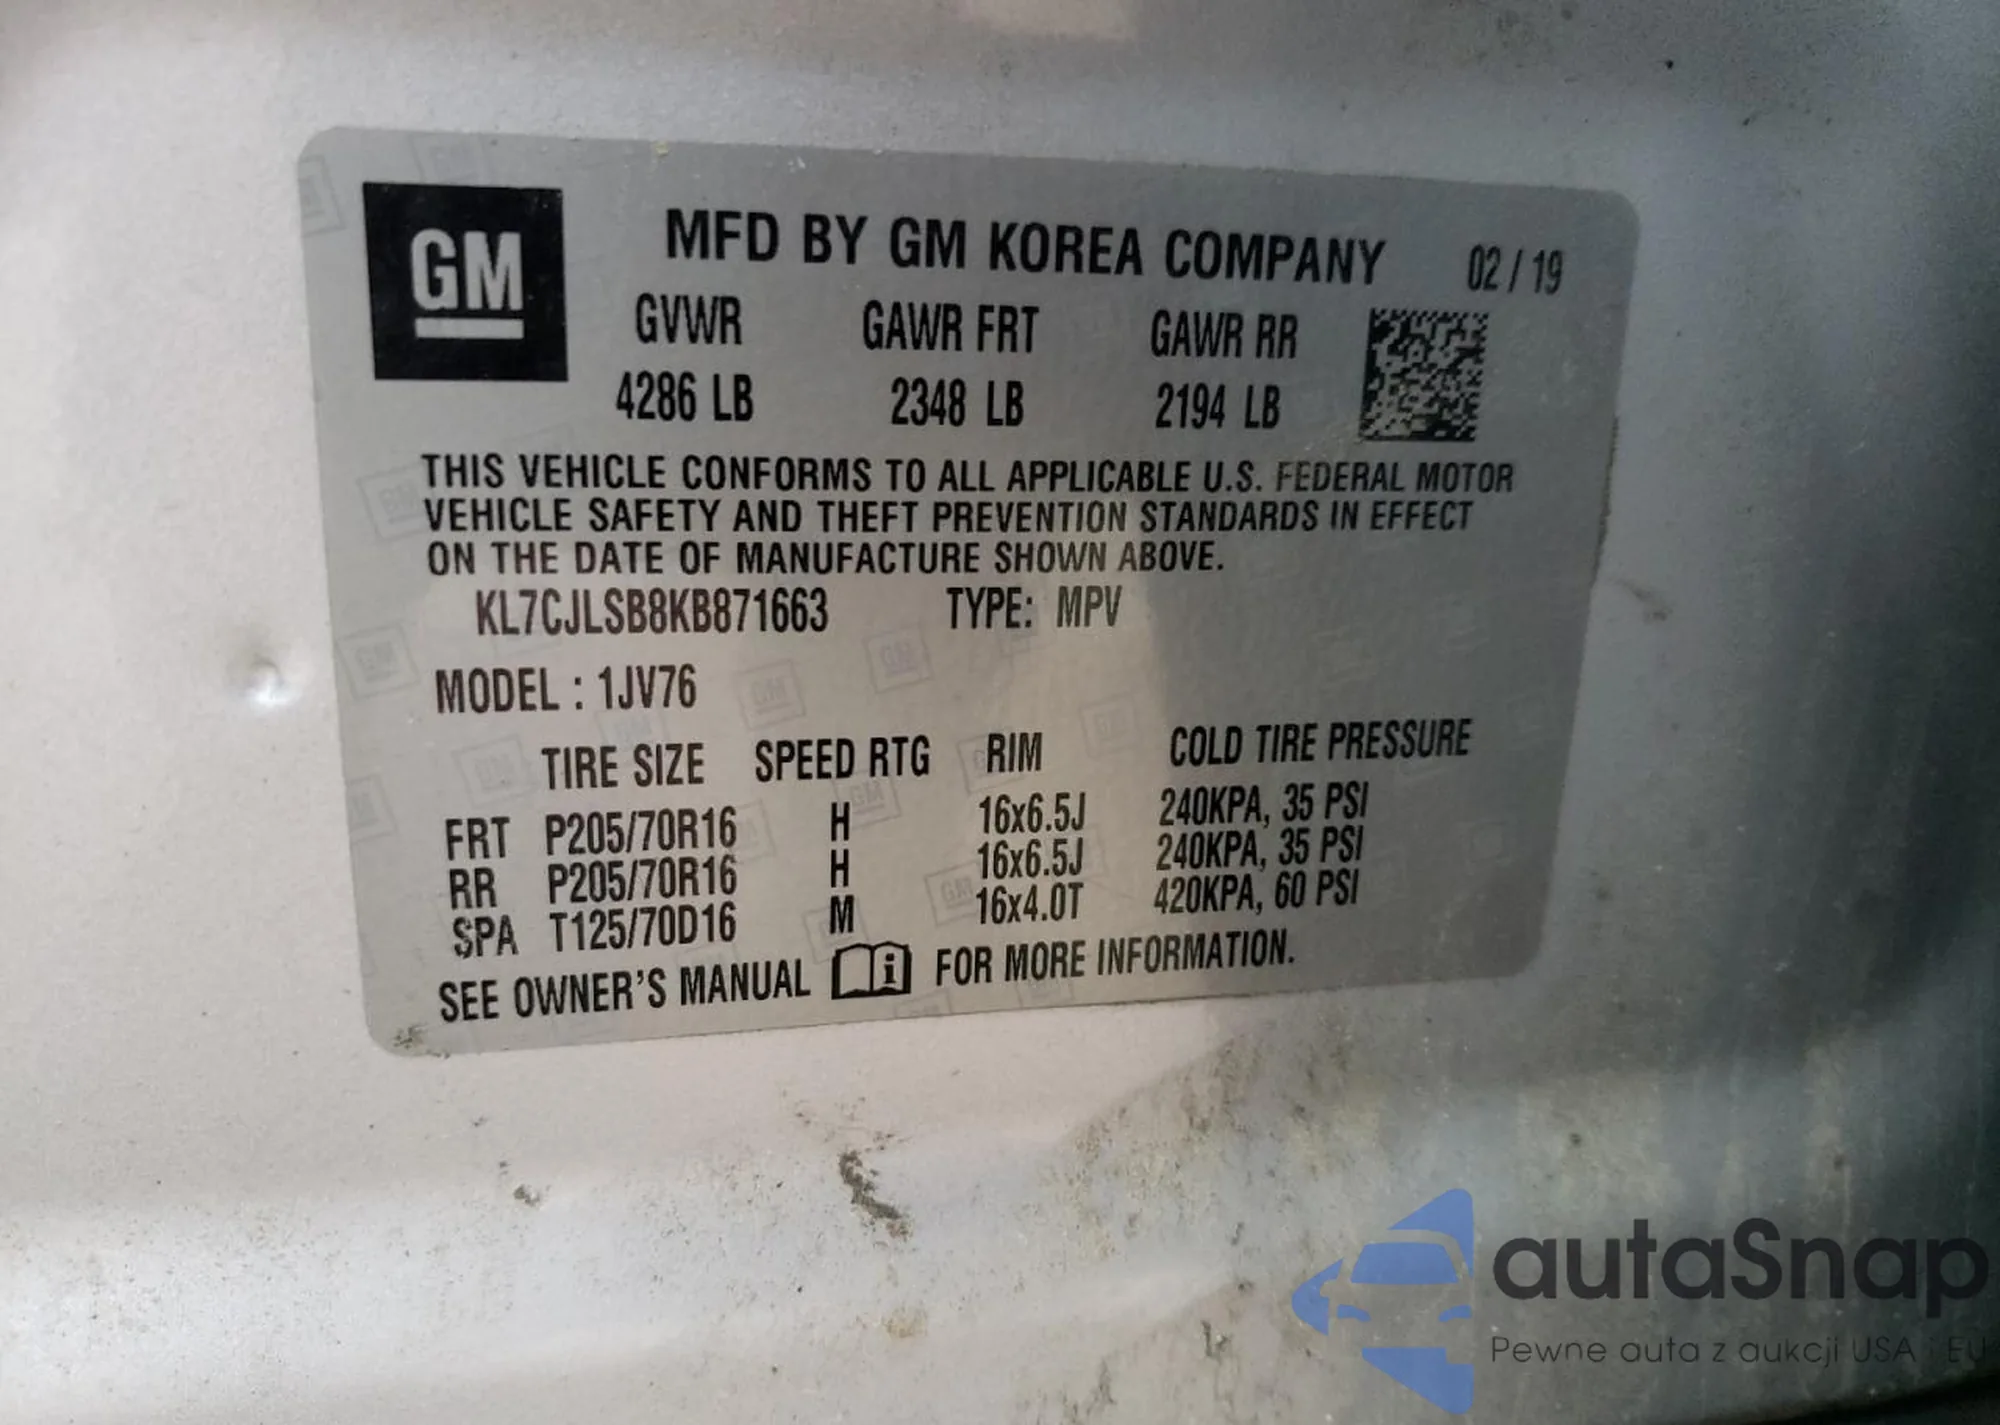 GM
MFD BY GM KOREA COMPANY 02 / 19
GVWR GAWR FRT GAWR RR
4286 LB 2348 LB 2194 LB
THIS VEHICLE CONFORMS TO ALL APPLICABLE U.S. FEDERAL MOTOR
VEHICLE SAFETY AND THEFT PREVENTION STANDARDS IN EFFECT
ON THE DATE OF MANUFACTURE SHOWN ABOVE.
KL7CJLSB8KB871663 TYPE: MPV
MODEL : 1JV76
TIRE SIZE SPEED RTG RIM COLD TIRE PRESSURE
FRT P205/70R16 H 16x6.5J 240KPA, 35 PSI
RR P205/70R16 H 16x6.5J 240KPA, 35 PSI
SPA T125/70D16 M 16x4.0T 420KPA, 60 PSI
SEE OWNER'S MANUAL i FOR MORE INFORMATION.
autaSnap
Pewne auta z aukcji USA i EU